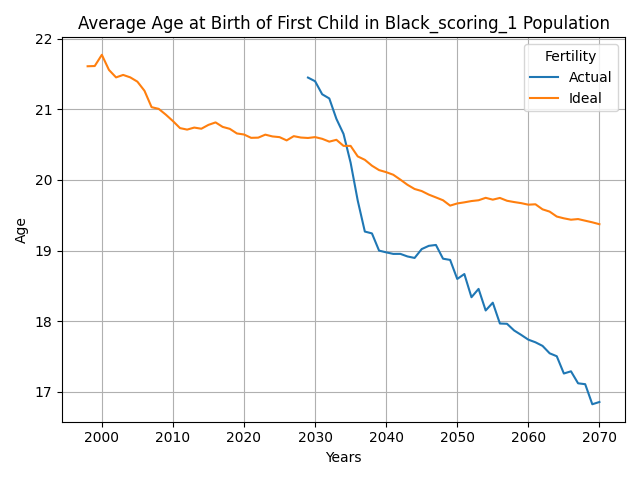 Average Age at Birth of First Child in Black_scoring_1 Population
Fertility
Actual
Ideal
Age
22
21
20
19
18
17
2000 2010 2020 2030 2040 2050 2060 2070
Years